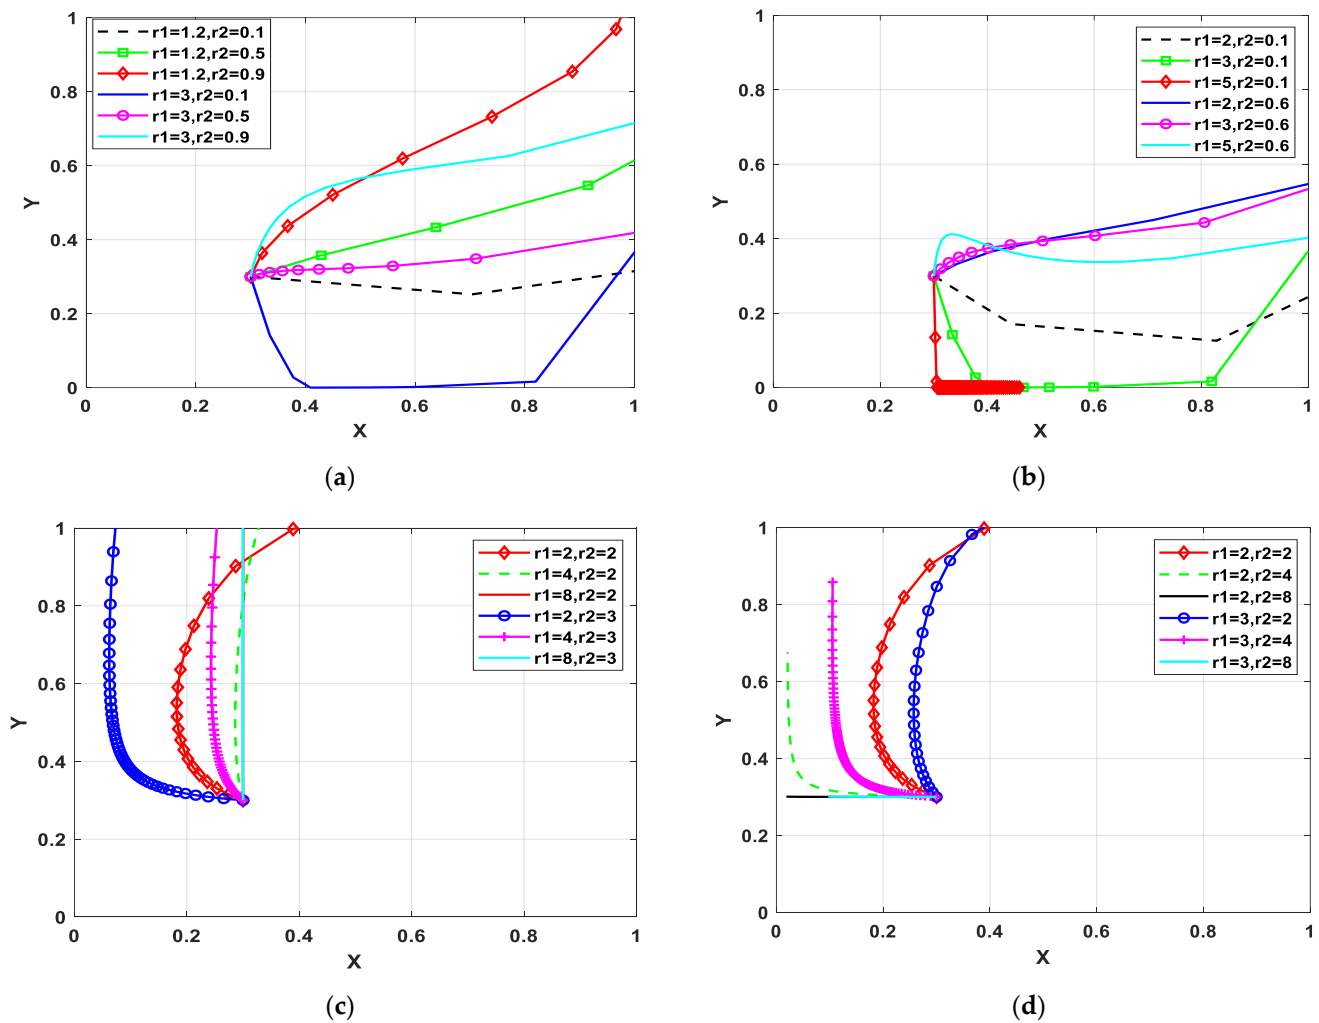 1
0.8
0.6
0.4
0.2
0
Y
r1=1.2,r2=0.1
r1=1.2,r2=0.5
r1=1.2,r2=0.9
r1=3,r2=0.1
r1=3,r2=0.5
r1=3,r2=0.9
0 0.2 0.4 0.6 0.8 1
X
(a)
1
0.8
0.6
0.4
0.2
0
Y
r1=2,r2=0.1
r1=3,r2=0.1
r1=5,r2=0.1
r1=2,r2=0.6
r1=3,r2=0.6
r1=5,r2=0.6
0 0.2 0.4 0.6 0.8 1
X
(b)
1
0.8
0.6
0.4
0.2
0
Y
r1=2,r2=2
r1=4,r2=2
r1=8,r2=2
r1=2,r2=3
r1=4,r2=3
r1=8,r2=3
0 0.2 0.4 0.6 0.8 1
X
(c)
1
0.8
0.6
0.4
0.2
0
Y
r1=2,r2=2
r1=2,r2=4
r1=2,r2=8
r1=3,r2=2
r1=3,r2=4
r1=3,r2=8
0 0.2 0.4 0.6 0.8 1
X
(d)